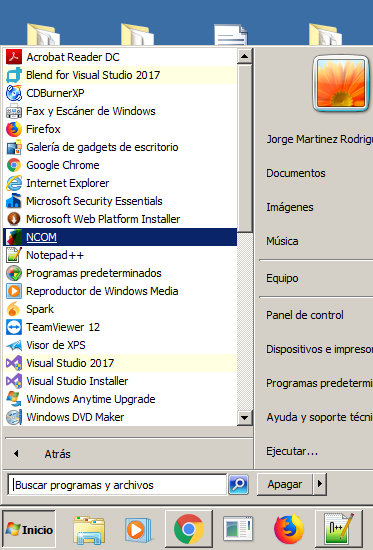 Acrobat Reader DC
Blend for Visual Studio 2017
CDBurnerXP
Fax y Escáner de Windows
Firefox
Galería de gadgets de escritorio
Google Chrome
Internet Explorer
Microsoft Security Essentials
Microsoft Web Platform Installer
NCOM
Notepad++
Programas predeterminados
Reproductor de Windows Media
Spark
TeamViewer 12
Visor de XPS
Visual Studio 2017
Visual Studio Installer
Windows Anytime Upgrade
Windows DVD Maker
Atrás
Buscar programas y archivos
Jorge Martinez Rodrigu
Documentos
Imágenes
Música
Equipo
Panel de control
Dispositivos e impresor
Programas predetermi
Ayuda y soporte técni
Ejecutar...
Apagar
Inicio